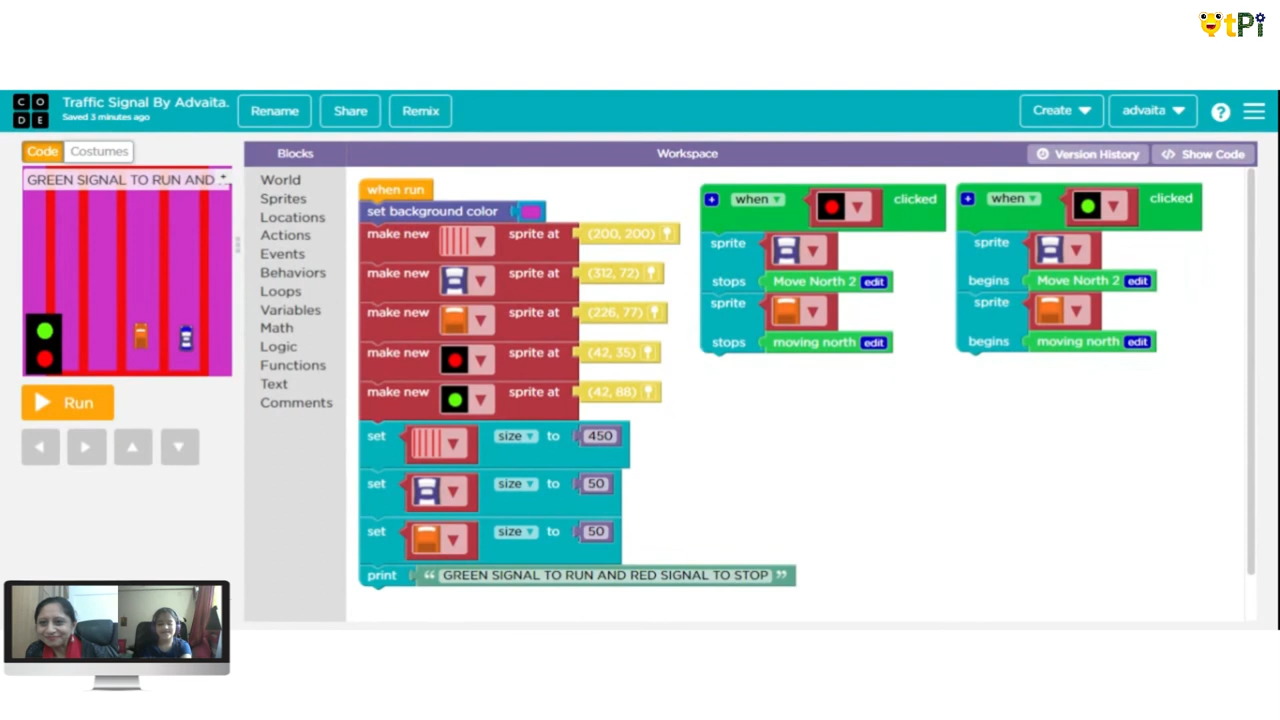 UtPi
C O D E
Traffic Signal By Advaita.
Saved 3 minutes ago
Rename
Share
Remix
Create
advaita
?
Code
Costumes
GREEN SIGNAL TO RUN AND ...
Run
Blocks
World
Sprites
Locations
Actions
Events
Behaviors
Loops
Variables
Math
Logic
Functions
Text
Comments
Workspace
Version History
</> Show Code
when run
set background color
make new sprite at (200, 200)
make new sprite at (312, 72)
make new sprite at (226, 77)
make new sprite at (42, 35)
make new sprite at (42, 88)
set size to 450
set size to 50
set size to 50
print “ GREEN SIGNAL TO RUN AND RED SIGNAL TO STOP ”
+ when clicked
sprite
stops Move North 2 edit
sprite
stops moving north edit
+ when clicked
sprite
begins Move North 2 edit
sprite
begins moving north edit